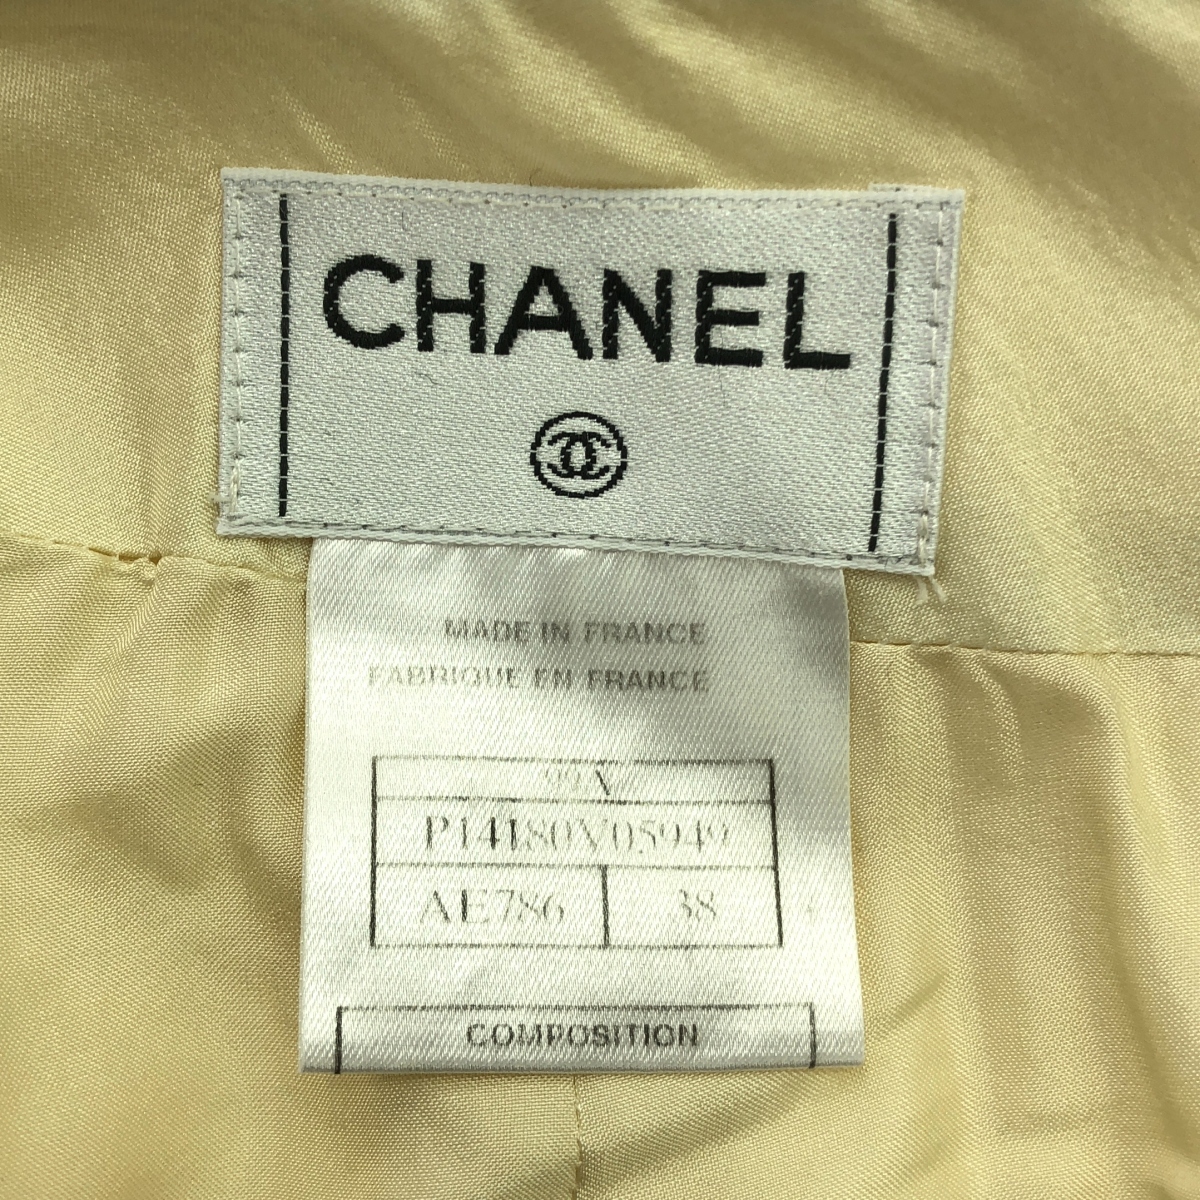 CHANEL
MADE IN FRANCE
FABRIQUE EN FRANCE
99A
P14180V05949
AE786 38
COMPOSITION